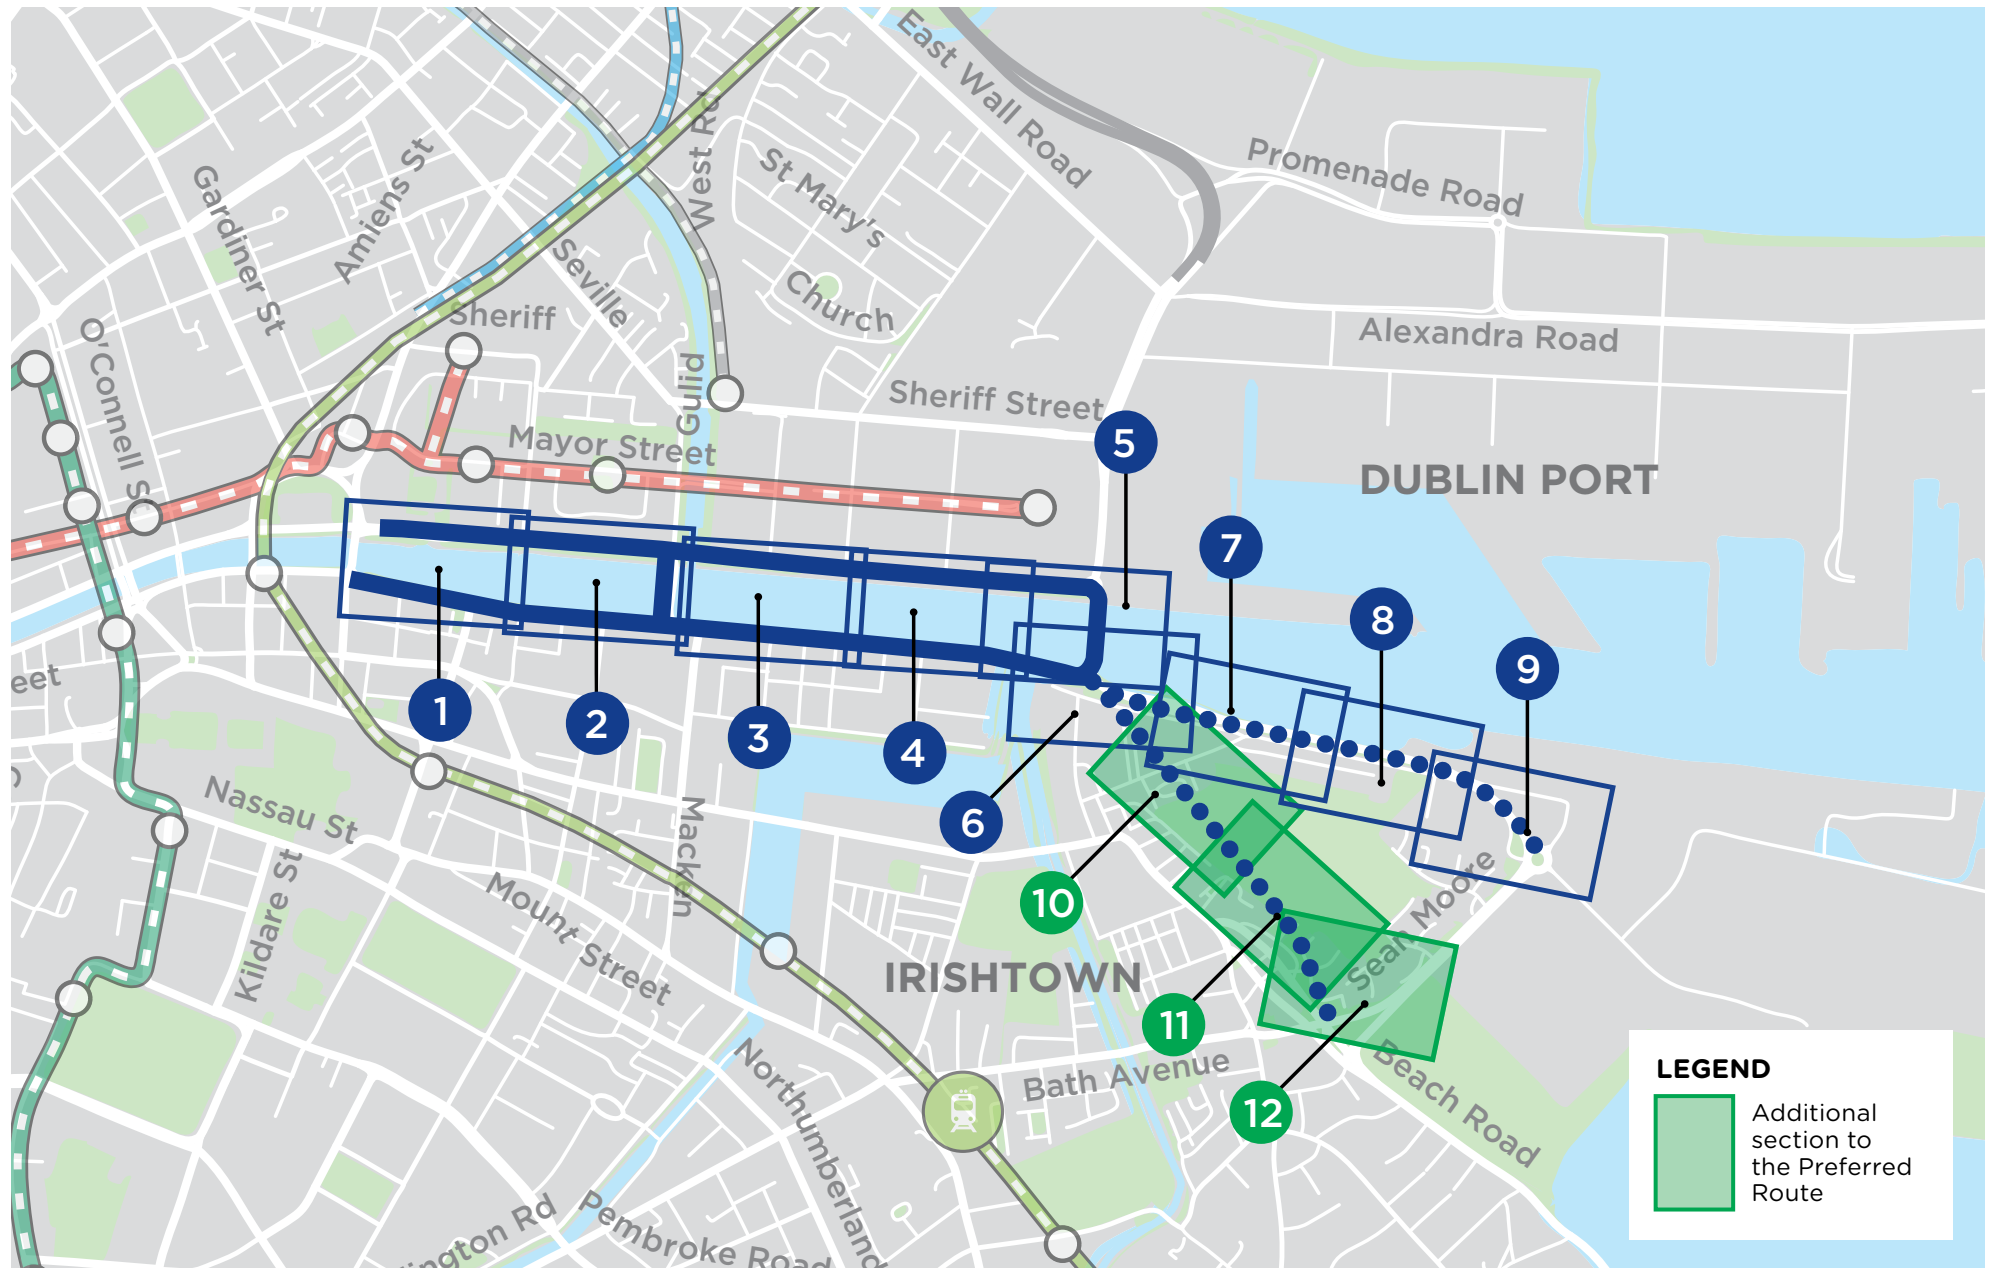 East Wall Road
West Rd
St Mary's
Promenade Road
Gardiner St
Amiens St
Seville
Church
Sheriff
O'Connell St
Alexandra Road
Gulid
Sheriff Street
Mayor Street
5
DUBLIN PORT
7
8
9
eet
1
2
3
4
6
Nassau St
Macken
Kildare St
Mount Street
10
Sean Moore
IRISHTOWN
11
12
Bath Avenue
Beach Road
Northumberland
Pembroke Road
ington Rd
LEGEND
Additional
section to
the Preferred
Route